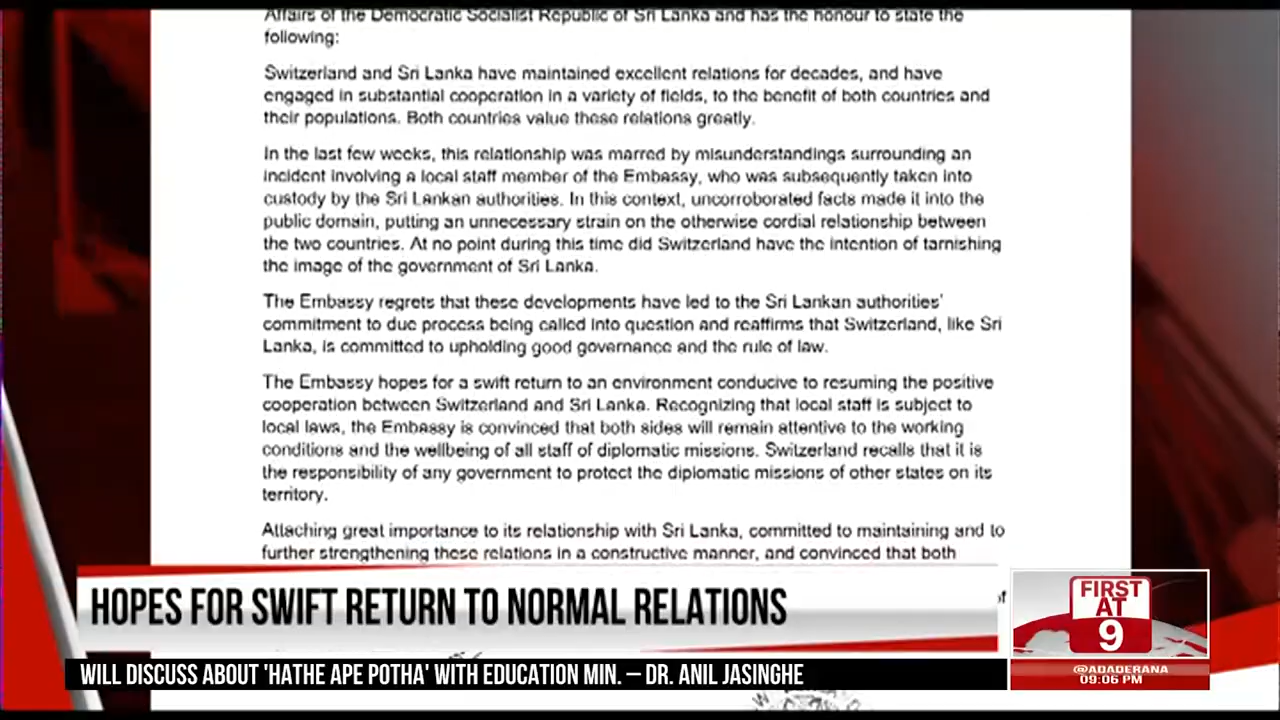 Affairs of the Democratic Socialist Republic of Sri Lanka and has the honour to state the
following:
Switzerland and Sri Lanka have maintained excellent relations for decades, and have
engaged in substantial cooperation in a variety of fields, to the benefit of both countries and
their populations. Both countries value these relations greatly.
In the last few weeks, this relationship was marred by misunderstandings surrounding an
incident involving a local staff member of the Embassy, who was subsequently taken into
custody by the Sri Lankan authorities. In this context, uncorroborated facts made it into the
public domain, putting an unnecessary strain on the otherwise cordial relationship between
the two countries. At no point during this time did Switzerland have the intention of tarnishing
the image of the government of Sri Lanka.
The Embassy regrets that these developments have led to the Sri Lankan authorities'
commitment to due process being called into question and reaffirms that Switzerland, like Sri
Lanka, is committed to upholding good governance and the rule of law.
The Embassy hopes for a swift return to an environment conducive to resuming the positive
cooperation between Switzerland and Sri Lanka. Recognizing that local staff is subject to
local laws, the Embassy is convinced that both sides will remain attentive to the working
conditions and the wellbeing of all staff of diplomatic missions. Switzerland recalls that it is
the responsibility of any government to protect the diplomatic missions of other states on its
territory.
Attaching great importance to its relationship with Sri Lanka, committed to maintaining and to
further strengthening these relations in a constructive manner, and convinced that both
HOPES FOR SWIFT RETURN TO NORMAL RELATIONS
WILL DISCUSS ABOUT 'HATHE APE POTHA' WITH EDUCATION MIN. – DR. ANIL JASINGHE
FIRST
AT
9
@ADADERANA
09:06 PM